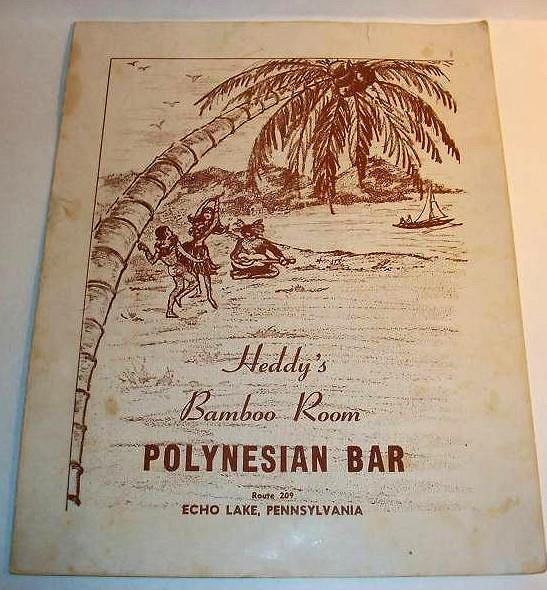 Heddy's
Bamboo Room
POLYNESIAN BAR
Route 209
ECHO LAKE, PENNSYLVANIA